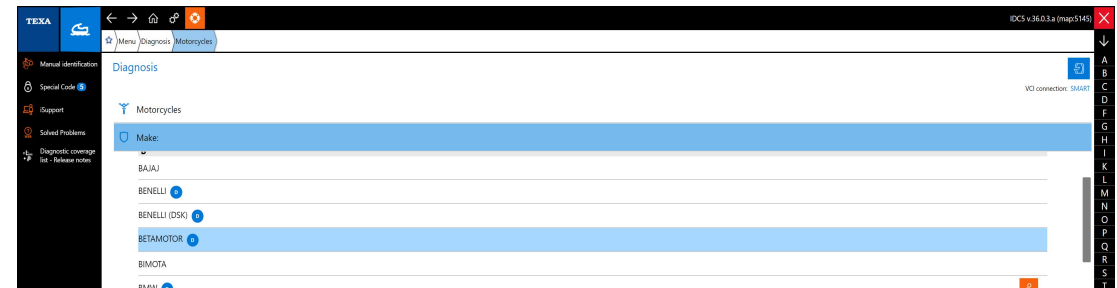 TEXA
IDC5 v.36.0.3.a (map:5145)
Menu Diagnosis Motorcycles
Manual identification
Special Code 5
iSupport
Solved Problems
Diagnostic coverage
list - Release notes
Diagnosis
VCI connection: SMART
Motorcycles
Make:
B
BAJAJ
BENELLI D
BENELLI (DSK) D
BETAMOTOR D
BIMOTA
BMW
A
B
C
D
F
G
H
I
K
L
M
N
O
P
Q
R
S
T